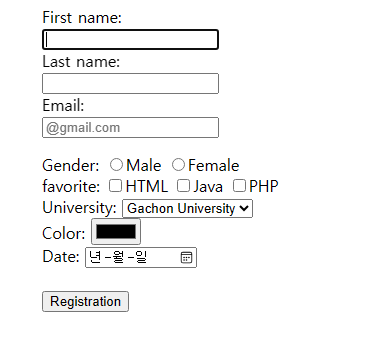 First name:
Last name:
Email:
@gmail.com
Gender: Male Female
favorite: HTML Java PHP
University: Gachon University
Color:
Date: 년-월-일
Registration